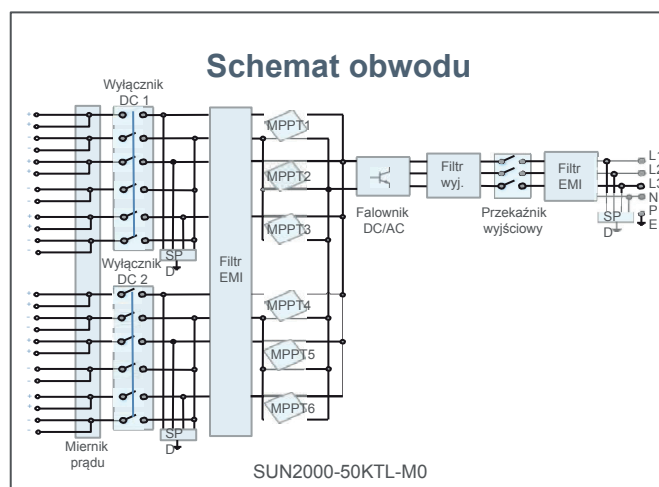 Schemat obwodu
Wyłącznik
DC 1
MPPT1
MPPT2
MPPT3
SP
D
Filtr
EMI
Falownik
DC/AC
Filtr
wyj.
Przekaźnik
wyjściowy
Filtr
EMI
L1
L2
L3
N
P
E
SP
D
Wyłącznik
DC 2
MPPT4
MPPT5
MPPT6
SP
D
Miernik
prądu
SUN2000-50KTL-M0